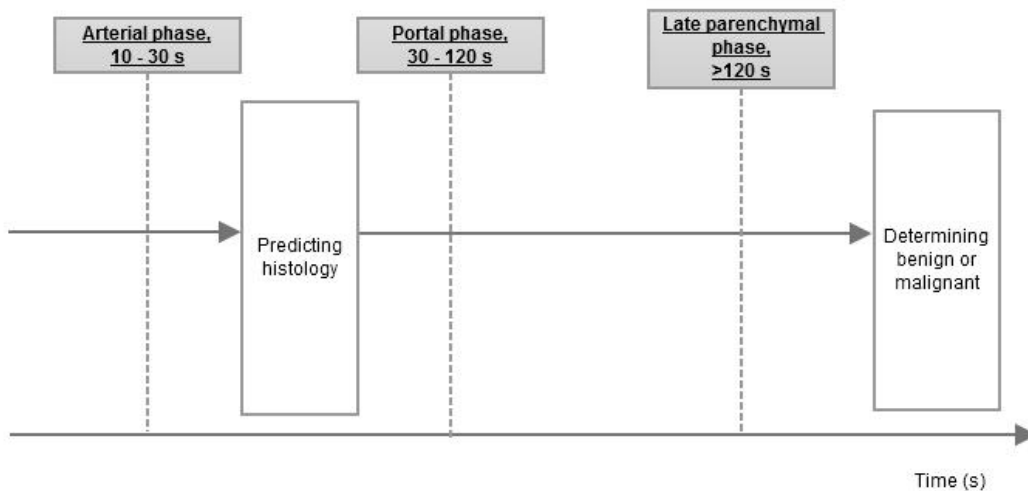 Arterial phase,
10 - 30 s
Portal phase,
30 - 120 s
Late parenchymal
phase,
>120 s
Predicting
histology
Determining
benign or
malignant
Time (s)